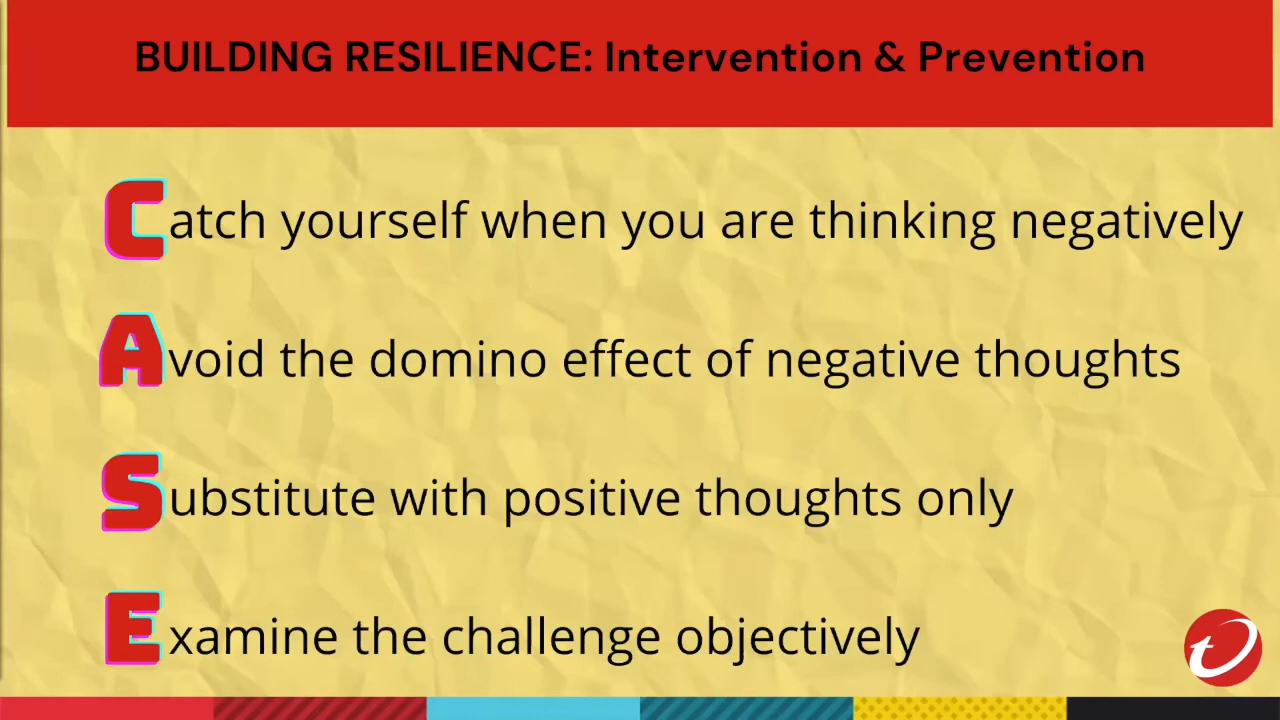 BUILDING RESILIENCE: Intervention & Prevention
Catch yourself when you are thinking negatively
Avoid the domino effect of negative thoughts
Substitute with positive thoughts only
Examine the challenge objectively